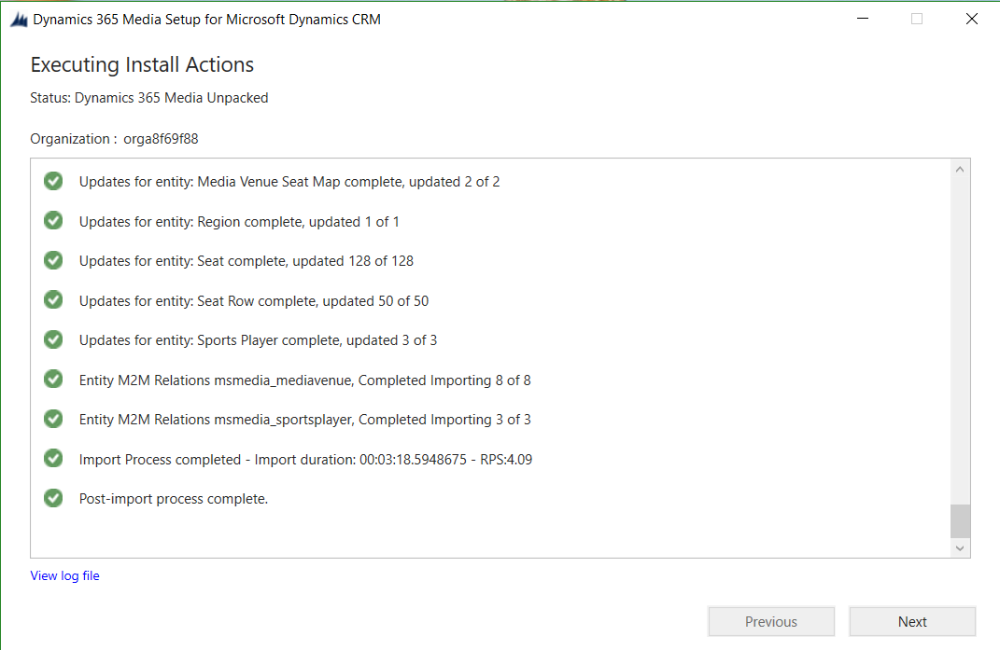 Dynamics 365 Media Setup for Microsoft Dynamics CRM
Executing Install Actions
Status: Dynamics 365 Media Unpacked
Organization : orga8f69f88
Updates for entity: Media Venue Seat Map complete, updated 2 of 2
Updates for entity: Region complete, updated 1 of 1
Updates for entity: Seat complete, updated 128 of 128
Updates for entity: Seat Row complete, updated 50 of 50
Updates for entity: Sports Player complete, updated 3 of 3
Entity M2M Relations msmedia_mediavenue, Completed Importing 8 of 8
Entity M2M Relations msmedia_sportsplayer, Completed Importing 3 of 3
Import Process completed - Import duration: 00:03:18.5948675 - RPS:4.09
Post-import process complete.
View log file
Previous
Next